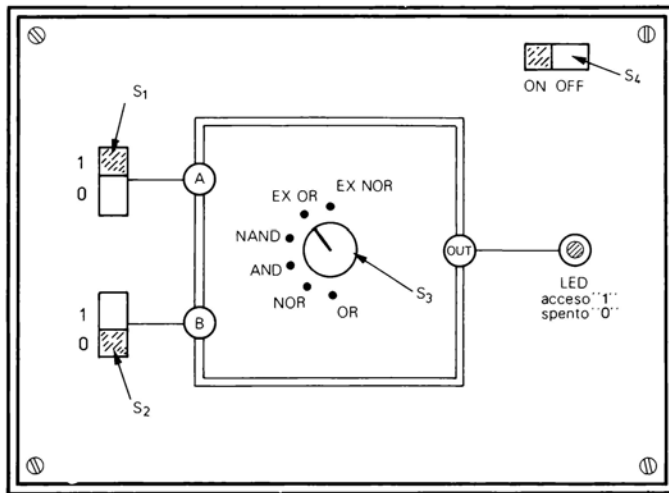 S4
ON OFF
S1
1
0
A
EX OR
EX NOR
NAND
AND
NOR
OR
S3
OUT
LED
acceso "1"
spento "0"
1
0
B
S2